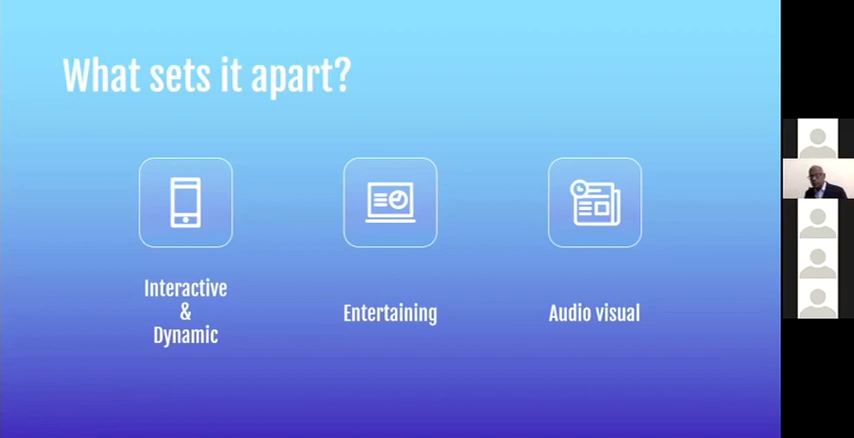 What sets it apart?
Interactive
&
Dynamic
Entertaining
Audio visual